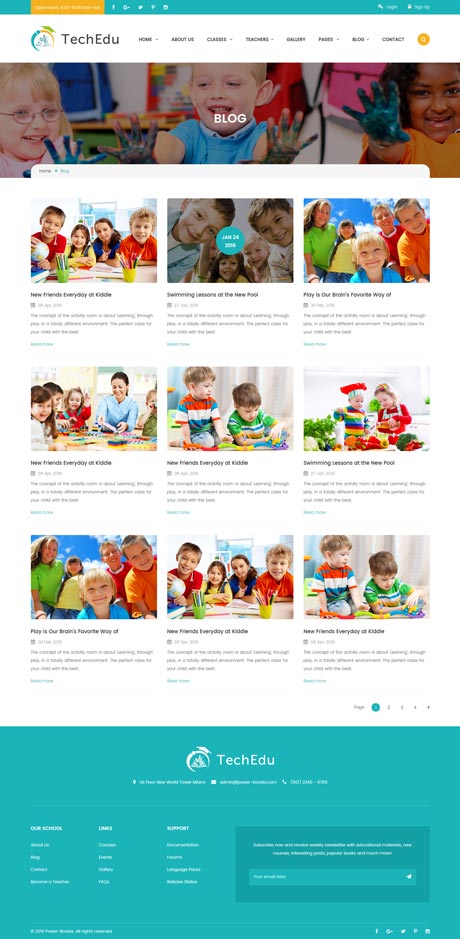 Open hours: 8.00-18.00 Mon-Sat
Login
Sign Up
TechEdu
HOME
ABOUT US
CLASSES
TEACHERS
GALLERY
PAGES
BLOG
CONTACT
BLOG
Home
Blog
New Friends Everyday at Kiddie
08 Apr, 2015
The concept of the activity room is about 'Learning', through
play, in a totally different environment. The perfect class for
your child with the best.
Read more
JAN 24
2016
Swimming Lessons at the New Pool
27 Jan, 2014
The concept of the activity room is about 'Learning', through
play, in a totally different environment. The perfect class for
your child with the best.
Read more
Play is Our Brain's Favorite Way of
30 Feb, 2015
The concept of the activity room is about 'Learning', through
play, in a totally different environment. The perfect class for
your child with the best.
Read more
New Friends Everyday at Kiddie
08 Apr, 2015
The concept of the activity room is about 'Learning', through
play, in a totally different environment. The perfect class for
your child with the best.
Read more
New Friends Everyday at Kiddie
08 Apr, 2015
The concept of the activity room is about 'Learning', through
play, in a totally different environment. The perfect class for
your child with the best.
Read more
Swimming Lessons at the New Pool
27 Jan, 2014
The concept of the activity room is about 'Learning', through
play, in a totally different environment. The perfect class for
your child with the best.
Read more
Play is Our Brain's Favorite Way of
30 Feb, 2015
The concept of the activity room is about 'Learning', through
play, in a totally different environment. The perfect class for
your child with the best.
Read more
New Friends Everyday at Kiddie
08 Apr, 2015
The concept of the activity room is about 'Learning', through
play, in a totally different environment. The perfect class for
your child with the best.
Read more
New Friends Everyday at Kiddie
08 Apr, 2015
The concept of the activity room is about 'Learning', through
play, in a totally different environment. The perfect class for
your child with the best.
Read more
Page 1 2 3 4
TechEdu
1st Floor New World Tower Miami
admin@power-boosts.com
(801) 2345 - 6789
OUR SCHOOL
About Us
Blog
Contact
Become a Teacher
LINKS
Courses
Events
Gallery
FAQs
SUPPORT
Documentation
Forums
Language Packs
Release Status
Subscribe now and receive weekly newsletter with educational materials, new
courses, interesting posts, popular books and much more!
Your email here
© 2016 Power-Boosts. All rights reserved